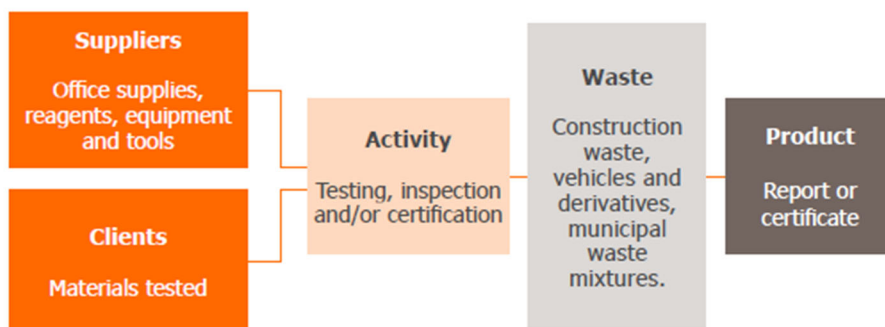 Suppliers
Office supplies,
reagents, equipment
and tools
Clients
Materials tested
Activity
Testing, inspection
and/or certification
Waste
Construction
waste,
vehicles and
derivatives,
municipal
waste
mixtures.
Product
Report or
certificate